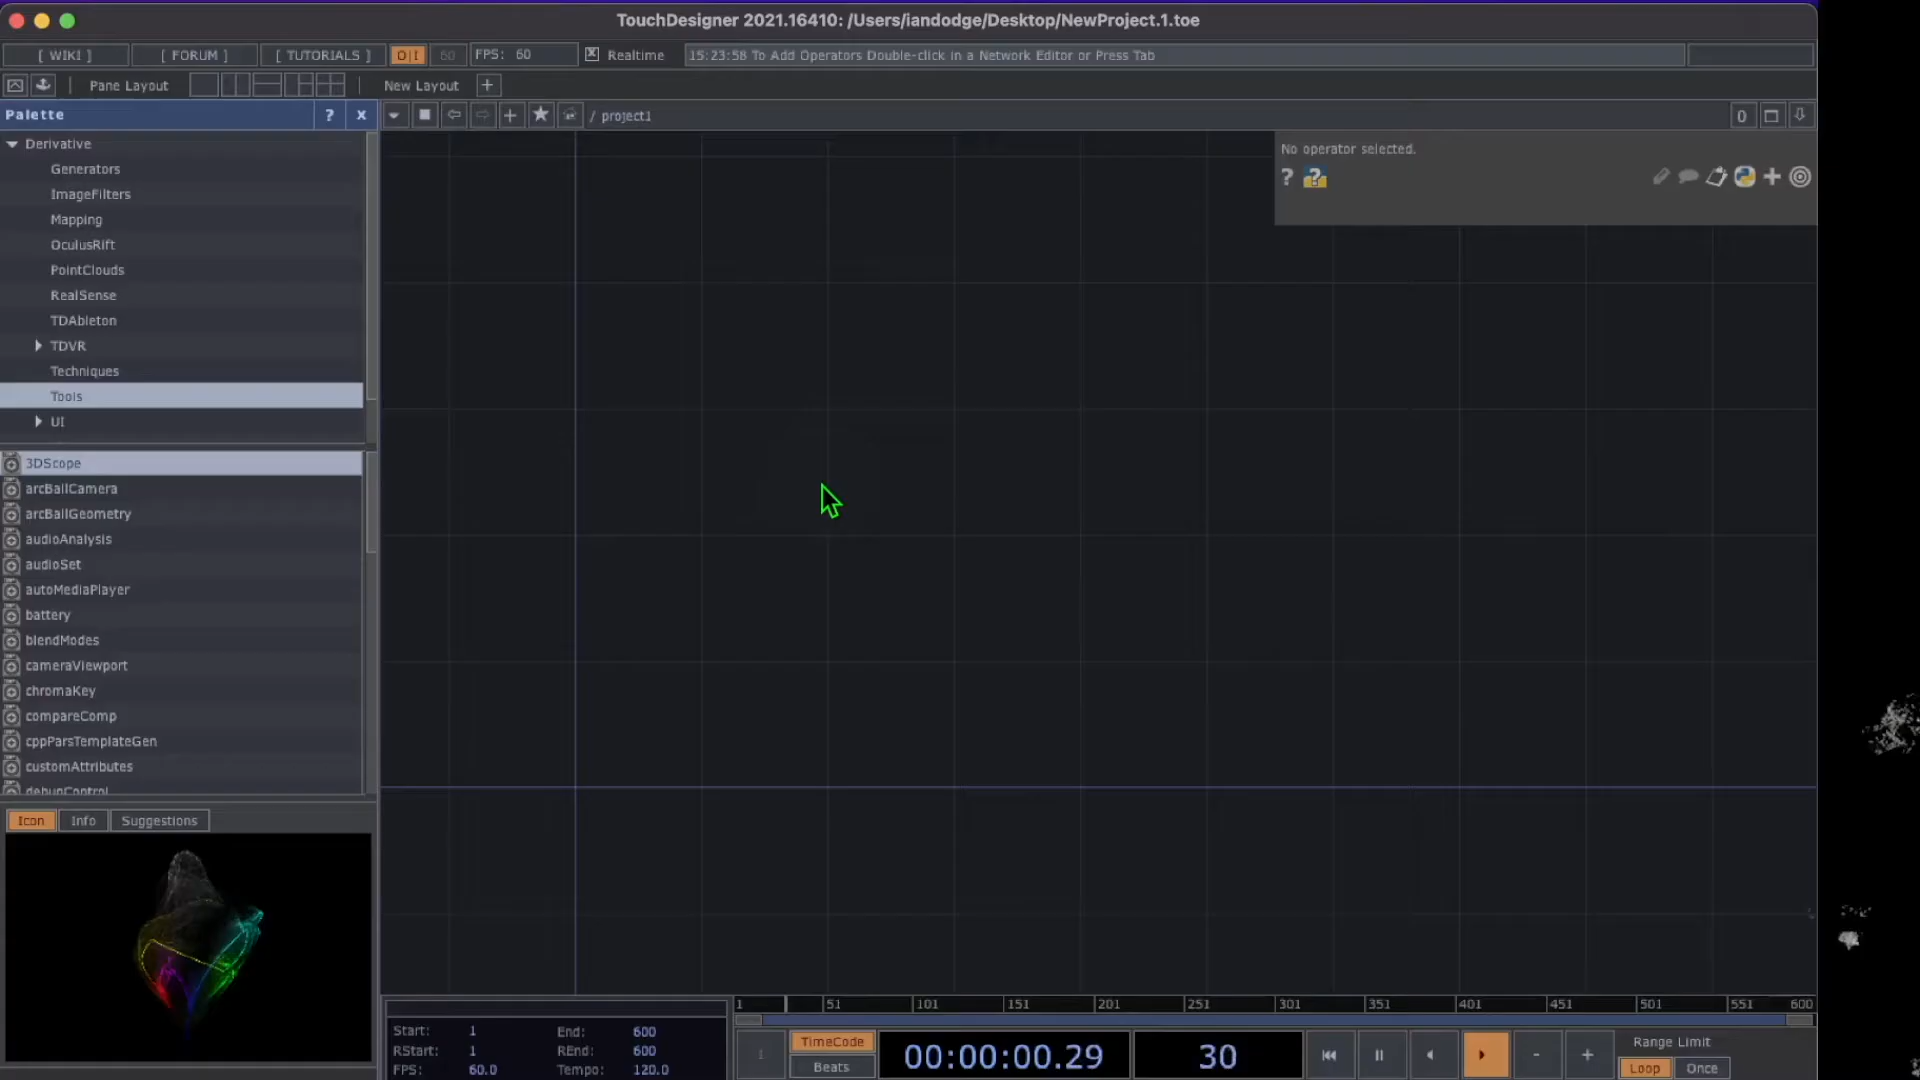 TouchDesigner 2021.16410: /Users/iandodge/Desktop/NewProject.1.toe
[ WIKI ] [ FORUM ] [ TUTORIALS ] O|I 60 FPS: 60 Realtime 15:23:58 To Add Operators Double-click in a Network Editor or Press Tab
Pane Layout New Layout +
Palette ? x / project1 0
Derivative
Generators
ImageFilters
Mapping
OculusRift
PointClouds
RealSense
TDAbleton
TDVR
Techniques
Tools
UI
No operator selected.
? ?
3DScope
arcBallCamera
arcBallGeometry
audioAnalysis
audioSet
autoMediaPlayer
battery
blendModes
cameraViewport
chromaKey
compareComp
cppParsTemplateGen
customAttributes
debugControl
Icon Info Suggestions
1 51 101 151 201 251 301 351 401 451 501 551 600
Start: 1 End: 600
RStart: 1 REnd: 600
FPS: 60.0 Tempo: 120.0
TimeCode
Beats
00:00:00.29 30
- +
Range Limit
Loop Once